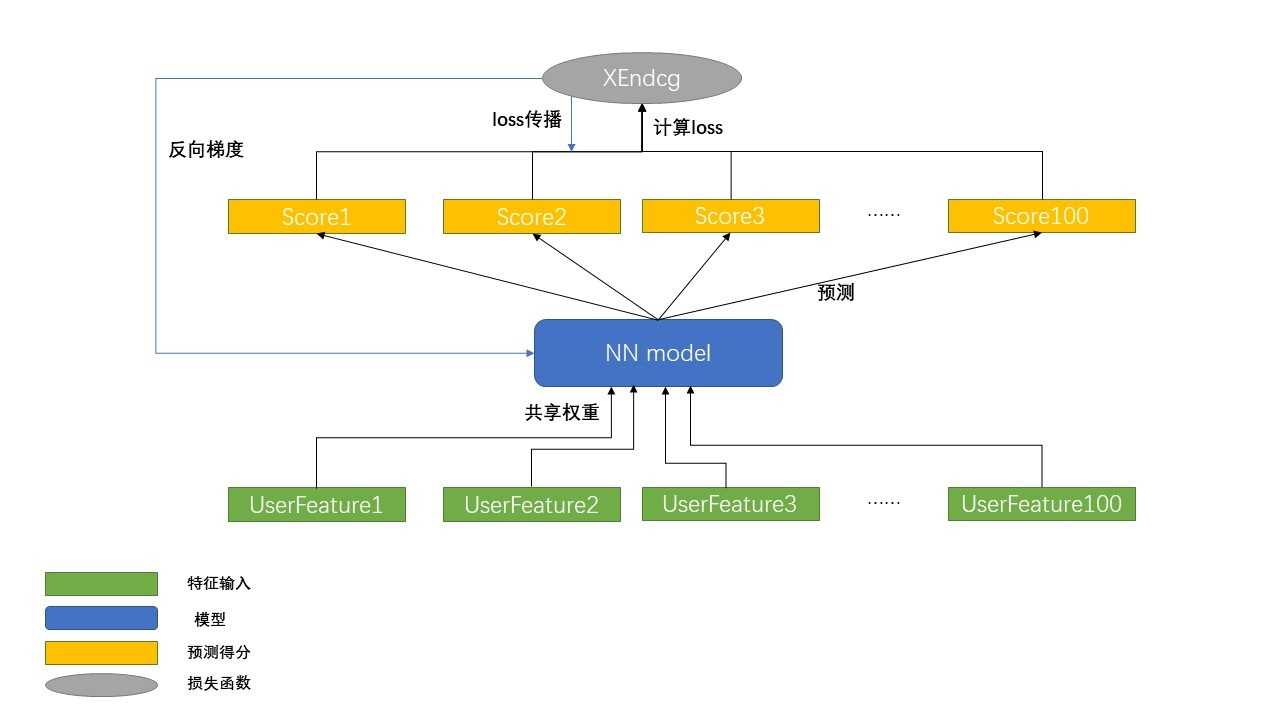 XEndcg
loss传播
计算loss
反向梯度
Score1
Score2
Score3
……
Score100
预测
NN model
共享权重
UserFeature1
UserFeature2
UserFeature3
……
UserFeature100
特征输入
模型
预测得分
损失函数